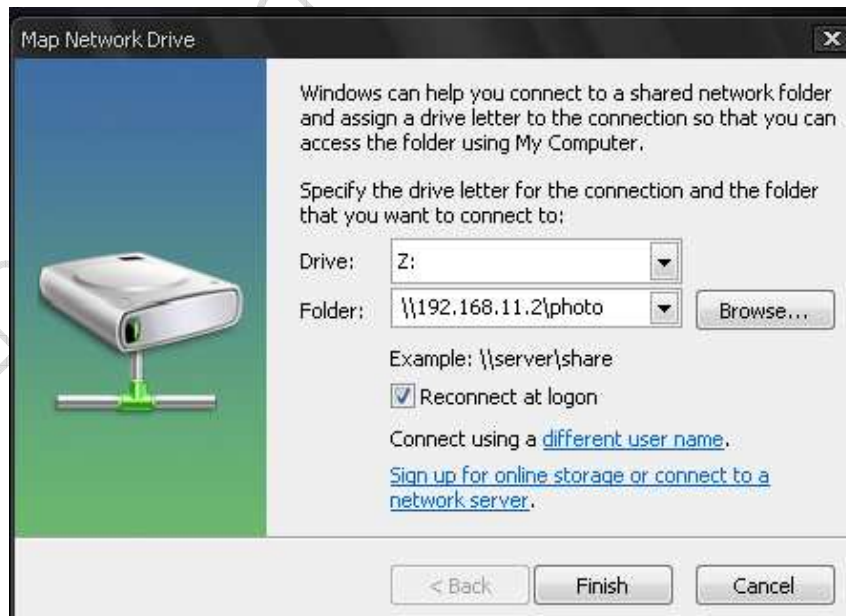 Map Network Drive
Windows can help you connect to a shared network folder
and assign a drive letter to the connection so that you can
access the folder using My Computer.
Specify the drive letter for the connection and the folder
that you want to connect to:
Drive: Z:
Folder: \\192.168.11.2\photo Browse...
Example: \\server\share
Reconnect at logon
Connect using a different user name.
Sign up for online storage or connect to a
network server.
< Back Finish Cancel